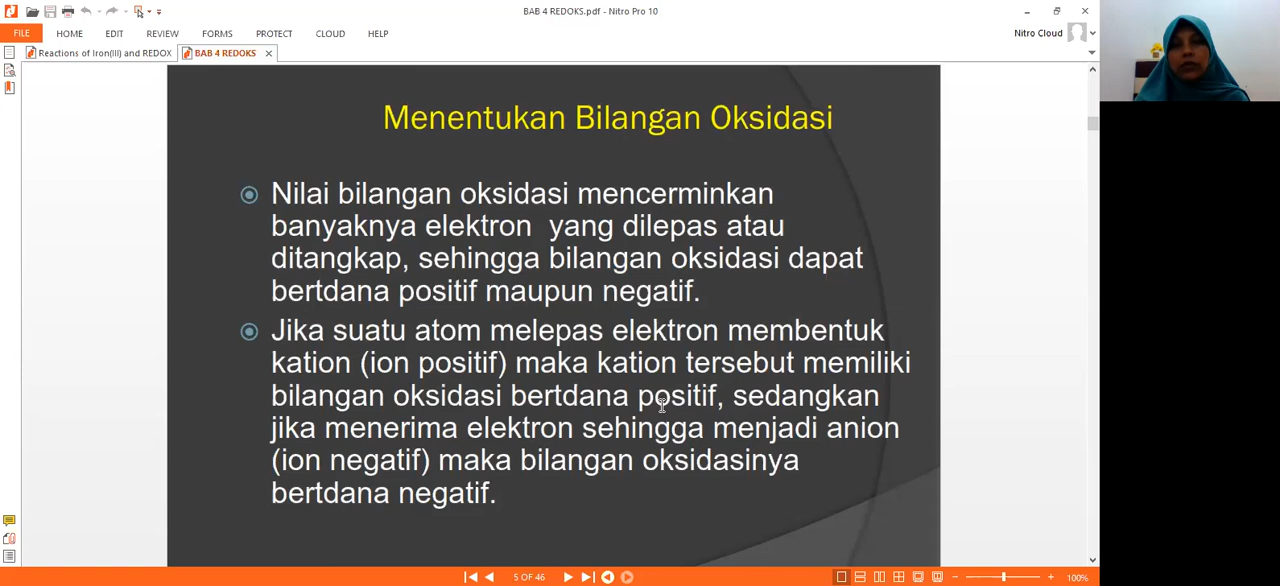 BAB 4 REDOKS.pdf - Nitro Pro 10
FILE HOME EDIT REVIEW FORMS PROTECT CLOUD HELP
Nitro Cloud
Reactions of Iron(III) and REDOX
BAB 4 REDOKS
Menentukan Bilangan Oksidasi
Nilai bilangan oksidasi mencerminkan
banyaknya elektron yang dilepas atau
ditangkap, sehingga bilangan oksidasi dapat
bertdana positif maupun negatif.
Jika suatu atom melepas elektron membentuk
kation (ion positif) maka kation tersebut memiliki
bilangan oksidasi bertdana positif, sedangkan
jika menerima elektron sehingga menjadi anion
(ion negatif) maka bilangan oksidasinya
bertdana negatif.
5 OF 46
100%